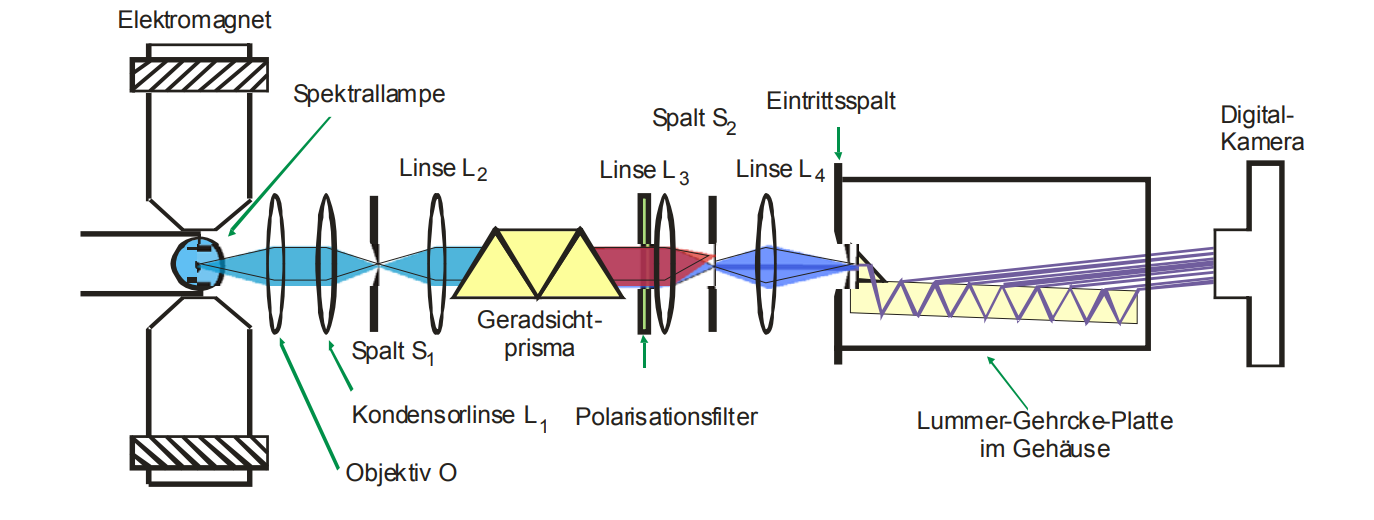 Elektromagnet
Spektrallampe
Linse L2
Linse L3
Spalt S2
Linse L4
Eintrittsspalt
Digital-
Kamera
Spalt S1
Geradsicht-
prisma
Kondensorlinse L1
Objektiv O
Polarisationsfilter
Lummer-Gehrcke-Platte
im Gehäuse